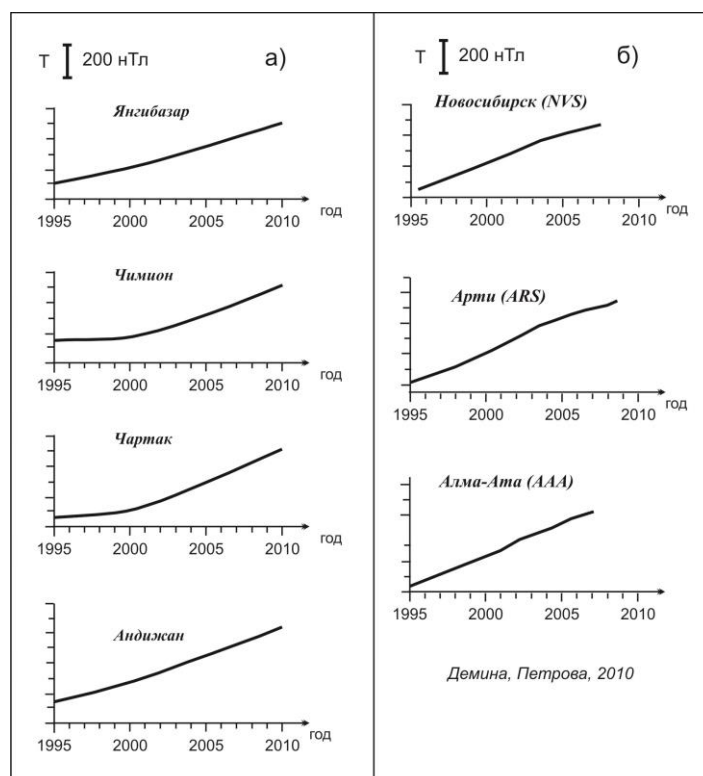 T 200 нТл а)
Янгибазар
1995 2000 2005 2010 год
Чимион
1995 2000 2005 2010 год
Чартак
1995 2000 2005 2010 год
Андижан
1995 2000 2005 2010 год
T 200 нТл б)
Новосибирск (NVS)
1995 2000 2005 2010
Арти (ARS)
1995 2000 2005 2010
Алма-Ата (AAA)
1995 2000 2005 2010
Демина, Петрова, 2010